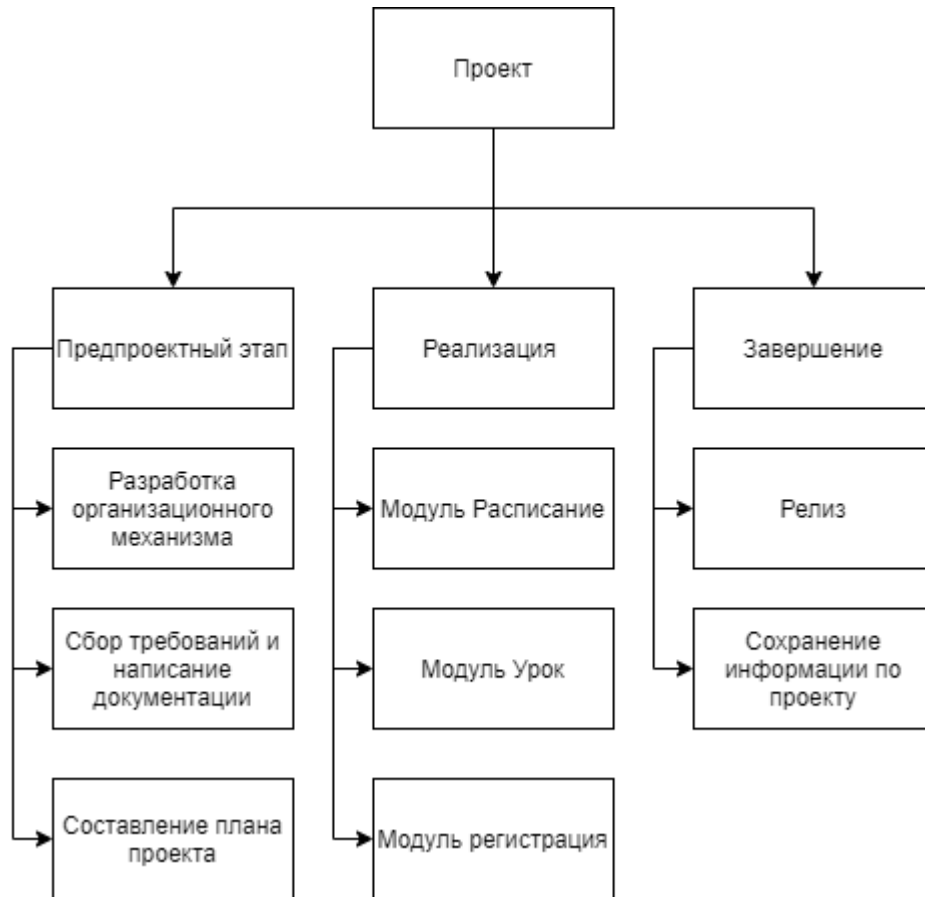 Проект
Предпроектный этап
Разработка
организационного
механизма
Сбор требований и
написание
документации
Составление плана
проекта
Реализация
Модуль Расписание
Модуль Урок
Модуль регистрация
Завершение
Релиз
Сохранение
информации по
проекту